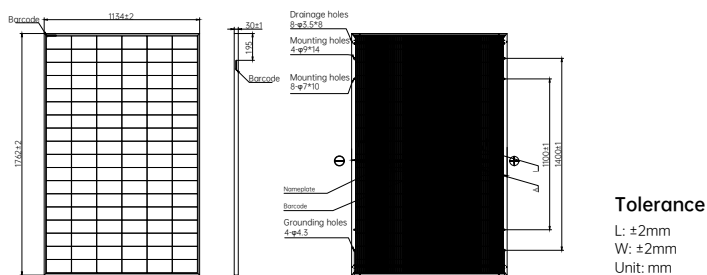 Barcode
1134±2
1762±2
30±1
195
Barcode
Drainage holes
8-φ3.5*8
Mounting holes
4-φ9*14
Mounting holes
8-φ7*10
Nameplate
Barcode
Grounding holes
4-φ4.3
1100±1
1400±1
Tolerance
L: ±2mm
W: ±2mm
Unit: mm